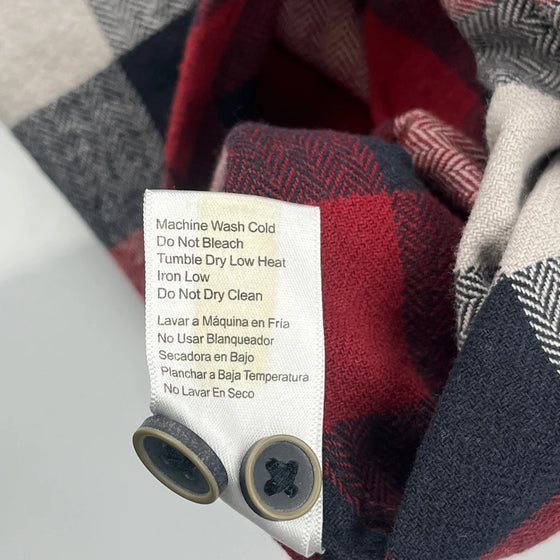 Machine Wash Cold
Do Not Bleach
Tumble Dry Low Heat
Iron Low
Do Not Dry Clean
Lavar a Máquina en Fría
No Usar Blanqueador
Secadora en Bajo
Planchar a Baja Temperatura
No Lavar En Seco